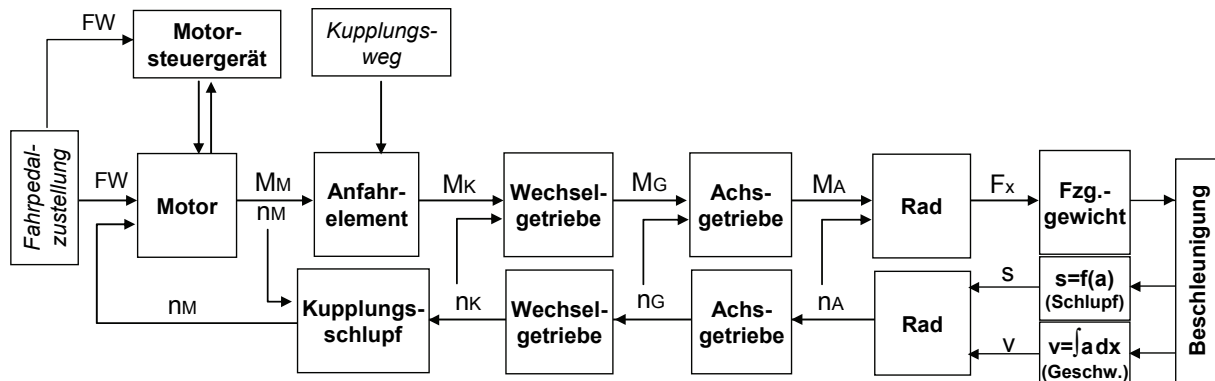 FW
Motor-
steuergerät
Kupplungs-
weg
Fahrpedal-
zustellung
FW
Motor
MM
nM
Anfahr-
element
MK
Wechsel-
getriebe
MG
Achs-
getriebe
MA
Rad
Fx
Fzg.-
gewicht
Beschleunigung
nM
Kupplungs-
schlupf
nK
Wechsel-
getriebe
nG
Achs-
getriebe
nA
Rad
s
s=f(a)
(Schlupf)
v
v=∫a dx
(Geschw.)